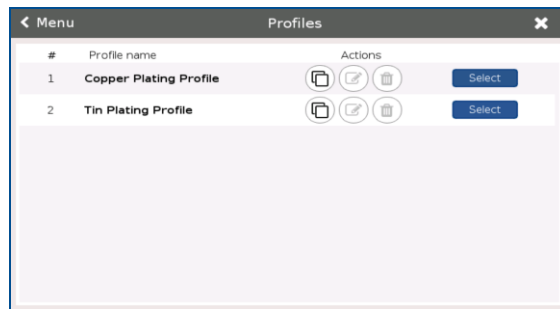 Menu Profiles
# Profile name Actions
1 Copper Plating Profile Select
2 Tin Plating Profile Select